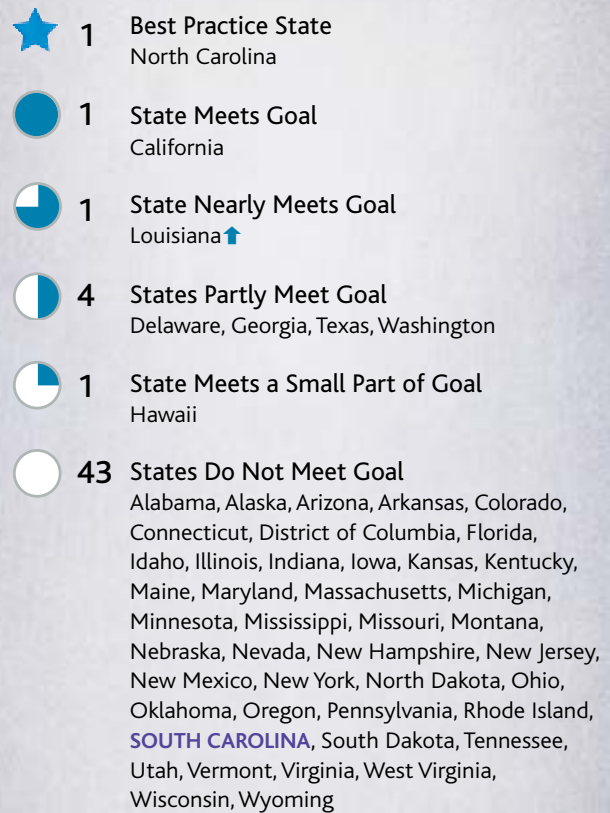 1 Best Practice State
North Carolina
1 State Meets Goal
California
1 State Nearly Meets Goal
Louisiana⬆
4 States Partly Meet Goal
Delaware, Georgia, Texas, Washington
1 State Meets a Small Part of Goal
Hawaii
43 States Do Not Meet Goal
Alabama, Alaska, Arizona, Arkansas, Colorado,
Connecticut, District of Columbia, Florida,
Idaho, Illinois, Indiana, Iowa, Kansas, Kentucky,
Maine, Maryland, Massachusetts, Michigan,
Minnesota, Mississippi, Missouri, Montana,
Nebraska, Nevada, New Hampshire, New Jersey,
New Mexico, New York, North Dakota, Ohio,
Oklahoma, Oregon, Pennsylvania, Rhode Island,
SOUTH CAROLINA, South Dakota, Tennessee,
Utah, Vermont, Virginia, West Virginia,
Wisconsin, Wyoming